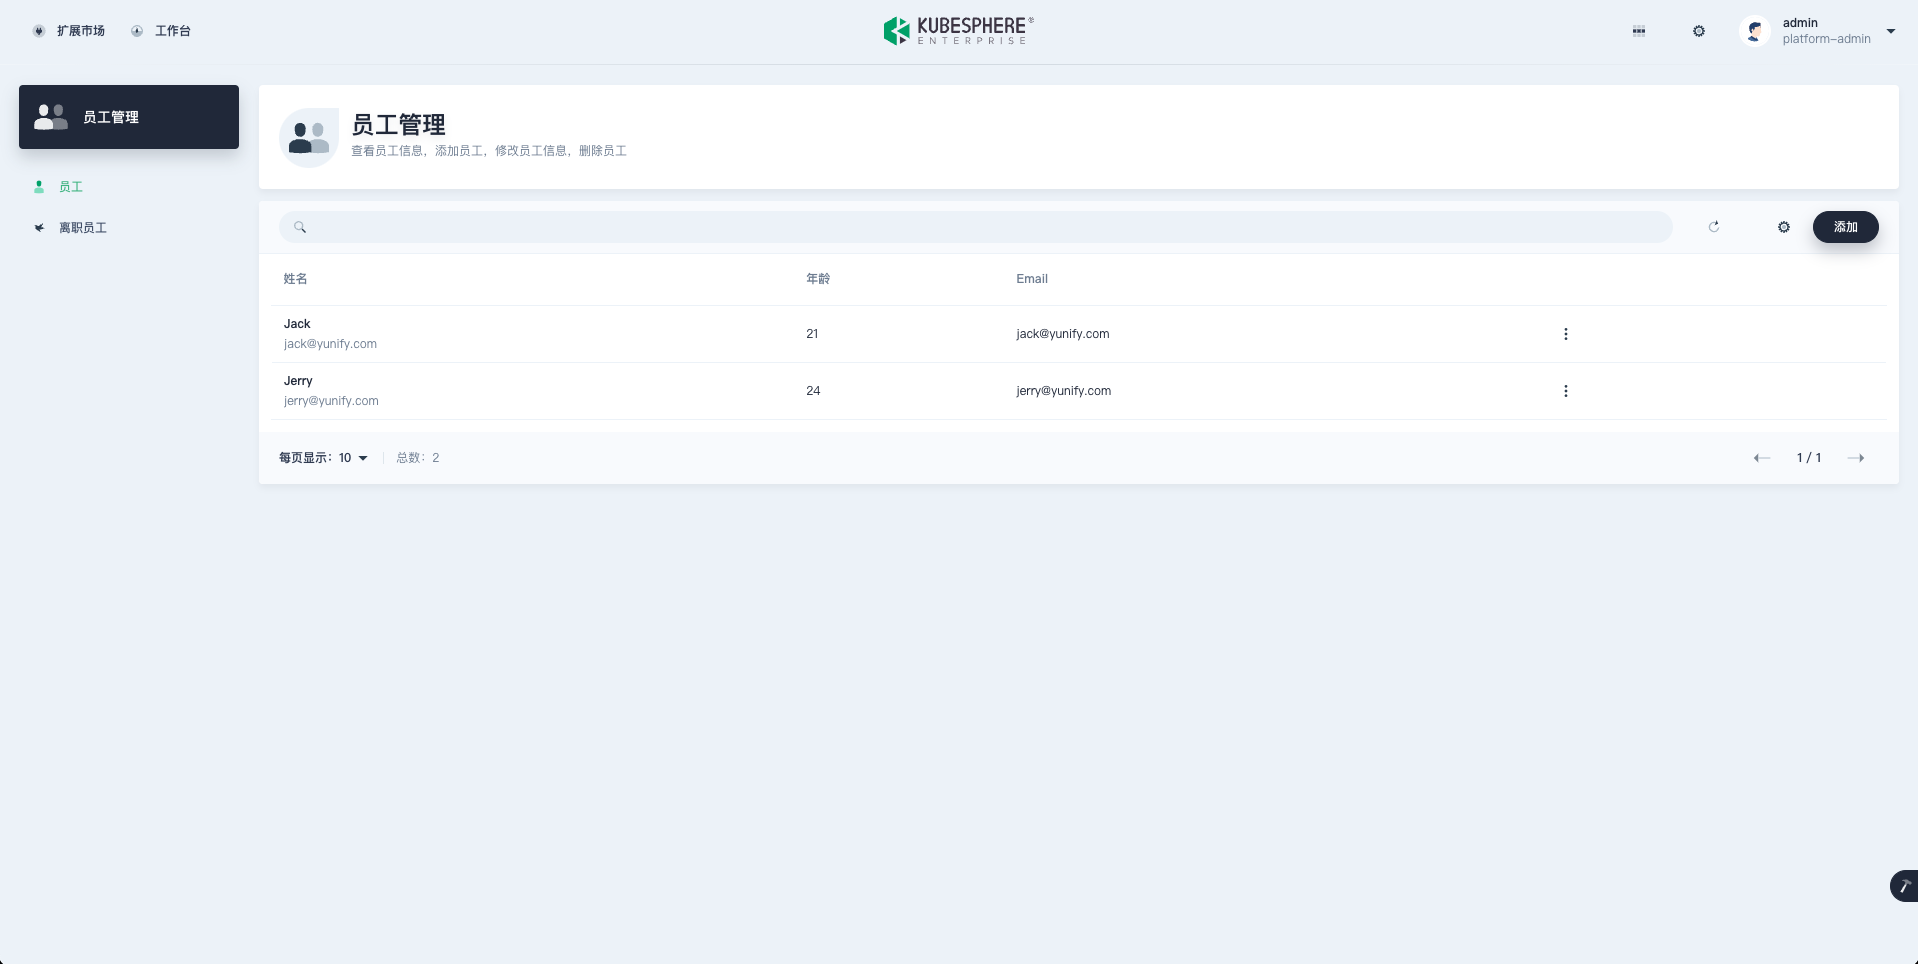 扩展市场 工作台 KUBESPHERE® admin
ENTERPRISE platform-admin
员工管理
员工
离职员工
员工管理
查看员工信息，添加员工，修改员工信息，删除员工
添加
姓名 年龄 Email
Jack
jack@yunify.com 21 jack@yunify.com
Jerry
jerry@yunify.com 24 jerry@yunify.com
每页显示：10 总数：2 1 / 1